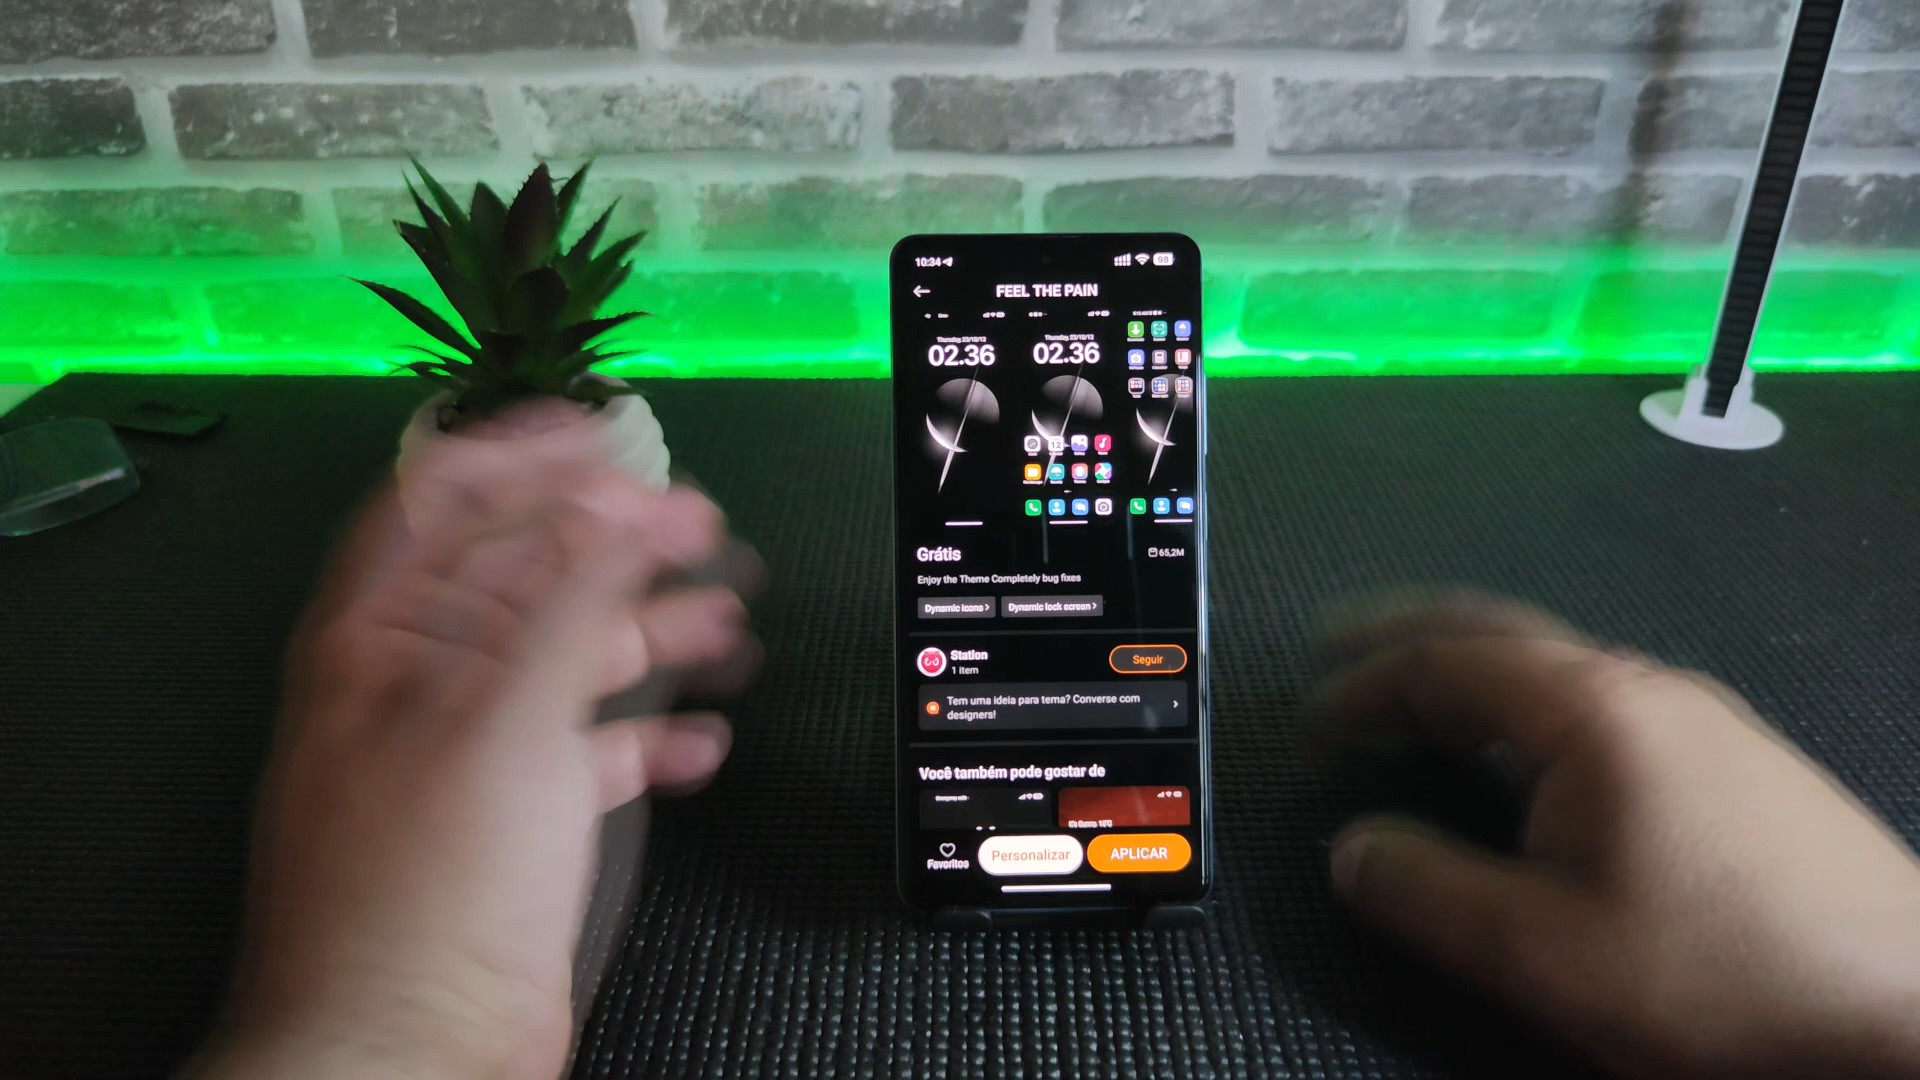 10:34
98
FEEL THE PAIN
02.36
02.36
Grátis
65,2M
Enjoy the Theme Completely bug fixes
Dynamic icons >
Dynamic lock screen >
Station
1 item
Seguir
Tem uma ideia para tema? Converse com
designers!
Você também pode gostar de
Favoritos
Personalizar
APLICAR